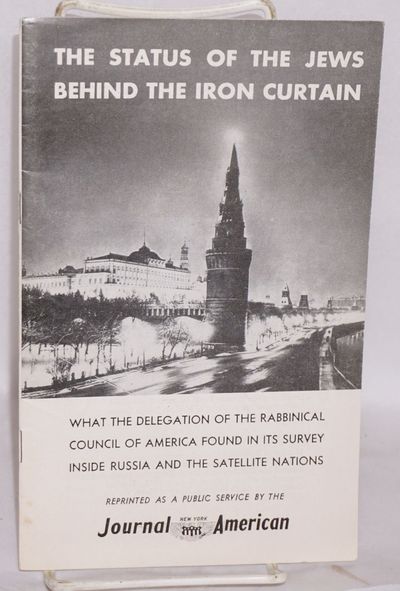 THE STATUS OF THE JEWS
BEHIND THE IRON CURTAIN
WHAT THE DELEGATION OF THE RABBINICAL
COUNCIL OF AMERICA FOUND IN ITS SURVEY
INSIDE RUSSIA AND THE SATELLITE NATIONS
REPRINTED AS A PUBLIC SERVICE BY THE
Journal NEW YORK American